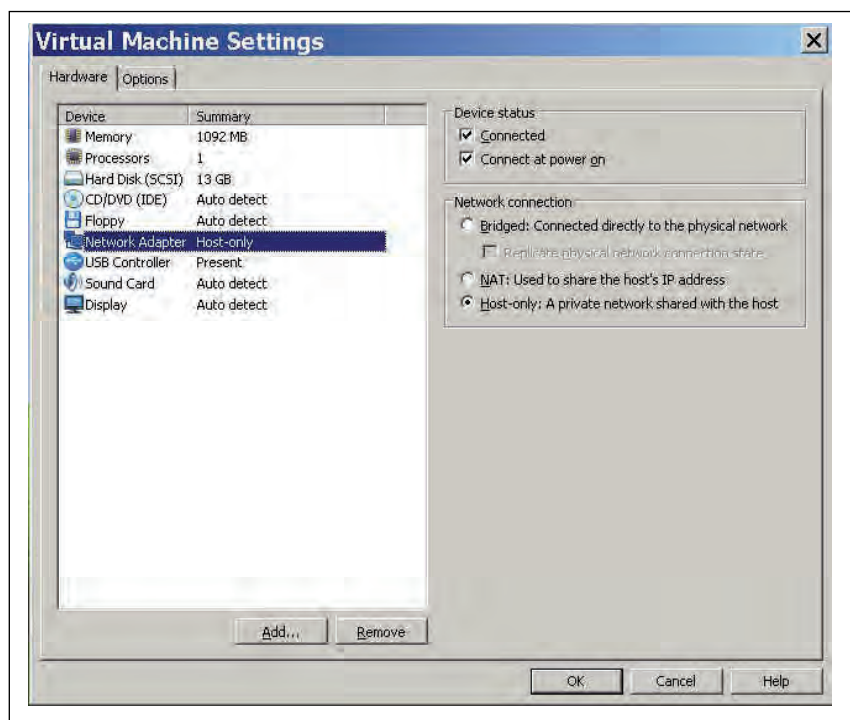 Virtual Machine Settings
Hardware Options
Device Summary
Memory 1092 MB
Processors 1
Hard Disk (SCSI) 13 GB
CD/DVD (IDE) Auto detect
Floppy Auto detect
Network Adapter Host-only
USB Controller Present
Sound Card Auto detect
Display Auto detect
Add... Remove
Device status
Connected
Connect at power on
Network connection
Bridged: Connected directly to the physical network
Replicate physical network connection state
NAT: Used to share the host's IP address
Host-only: A private network shared with the host
OK Cancel Help